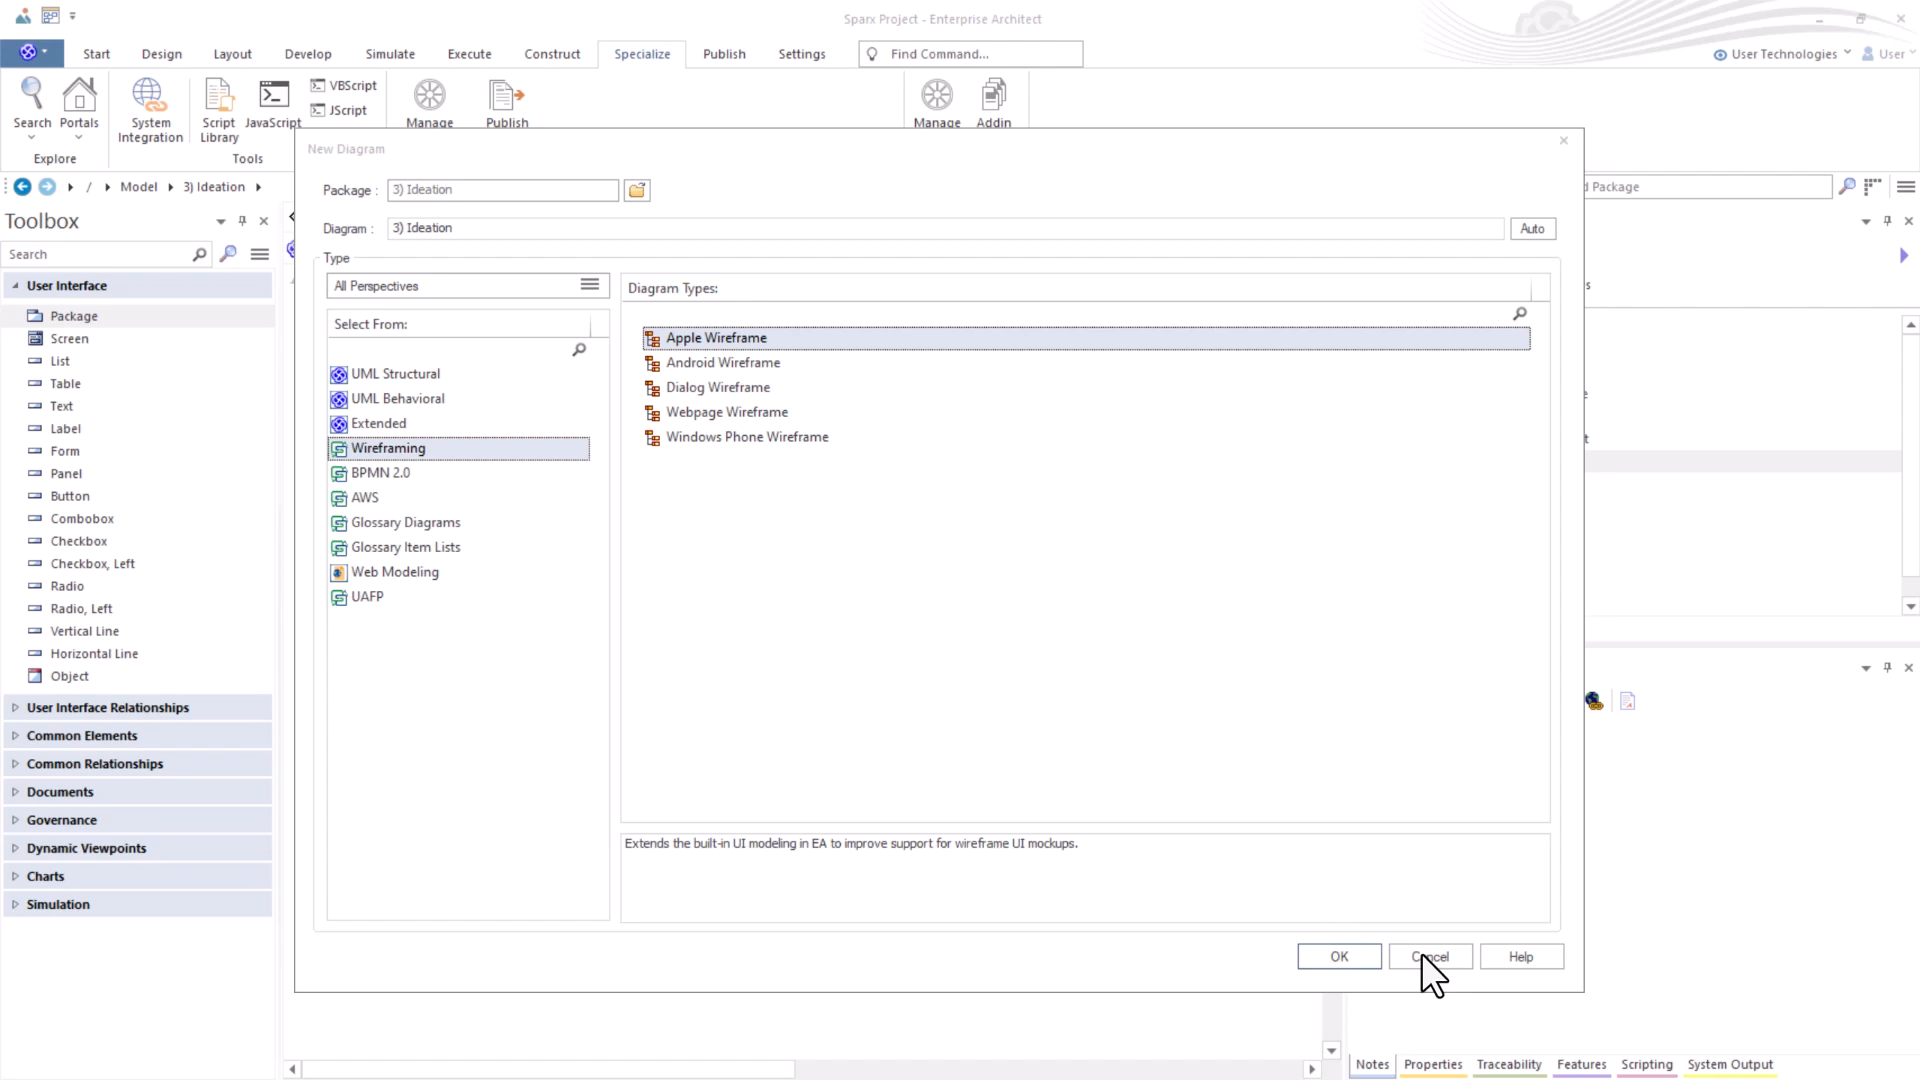 Sparx Project - Enterprise Architect
Start
Design
Layout
Develop
Simulate
Execute
Construct
Specialize
Publish
Settings
Find Command...
User Technologies
User
Search
Portals
System Integration
Script Library
JavaScript
VBScript
JScript
Manage
Publish
Manage
Addin
Explore
Tools
/
Model
3) Ideation
Package
Toolbox
Search
User Interface
Package
Screen
List
Table
Text
Label
Form
Panel
Button
Combobox
Checkbox
Checkbox, Left
Radio
Radio, Left
Vertical Line
Horizontal Line
Object
User Interface Relationships
Common Elements
Common Relationships
Documents
Governance
Dynamic Viewpoints
Charts
Simulation
New Diagram
Package :
3) Ideation
Diagram :
3) Ideation
Auto
Type
All Perspectives
Select From:
UML Structural
UML Behavioral
Extended
Wireframing
BPMN 2.0
AWS
Glossary Diagrams
Glossary Item Lists
Web Modeling
UAFP
Diagram Types:
Apple Wireframe
Android Wireframe
Dialog Wireframe
Webpage Wireframe
Windows Phone Wireframe
Extends the built-in UI modeling in EA to improve support for wireframe UI mockups.
OK
Cancel
Help
Notes
Properties
Traceability
Features
Scripting
System Output